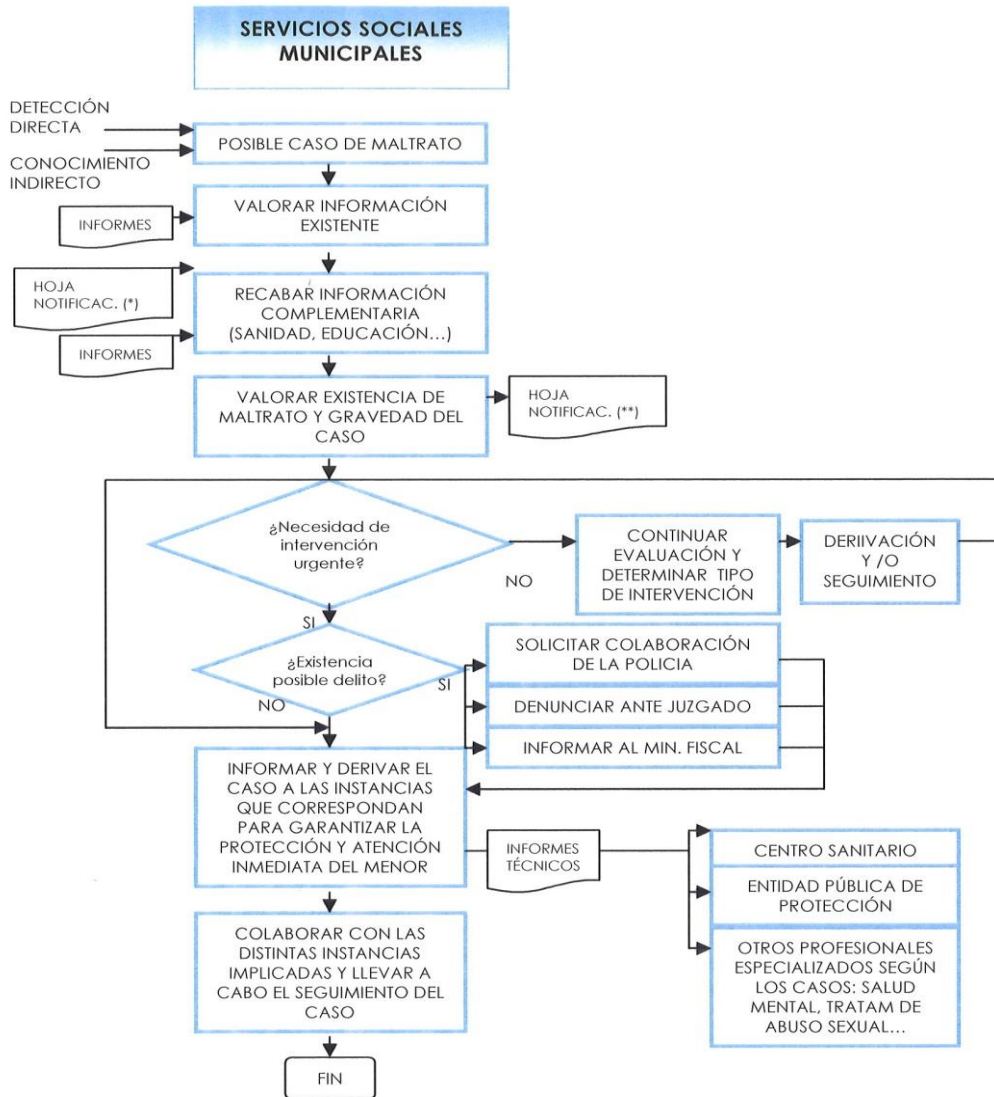 SERVICIOS SOCIALES
MUNICIPALES
DETECCIÓN
DIRECTA
CONOCIMIENTO
INDIRECTO
POSIBLE CASO DE MALTRATO
INFORMES
VALORAR INFORMACIÓN
EXISTENTE
HOJA
NOTIFICAC. (*)
INFORMES
RECABAR INFORMACIÓN
COMPLEMENTARIA
(SANIDAD, EDUCACIÓN...)
VALORAR EXISTENCIA DE
MALTRATO Y GRAVEDAD DEL
CASO
HOJA
NOTIFICAC. (**)
¿Necesidad de
intervención
urgente?
NO
CONTINUAR
EVALUACIÓN Y
DETERMINAR TIPO
DE INTERVENCIÓN
DERIIVACIÓN
Y /O
SEGUIMIENTO
SI
¿Existencia
posible delito?
SI
NO
SOLICITAR COLABORACIÓN
DE LA POLICIA
DENUNCIAR ANTE JUZGADO
INFORMAR AL MIN. FISCAL
INFORMAR Y DERIVAR EL
CASO A LAS INSTANCIAS
QUE CORRESPONDAN
PARA GARANTIZAR LA
PROTECCIÓN Y ATENCIÓN
INMEDIATA DEL MENOR
INFORMES
TÉCNICOS
CENTRO SANITARIO
ENTIDAD PÚBLICA DE
PROTECCIÓN
OTROS PROFESIONALES
ESPECIALIZADOS SEGÚN
LOS CASOS: SALUD
MENTAL, TRATAM DE
ABUSO SEXUAL...
COLABORAR CON LAS
DISTINTAS INSTANCIAS
IMPLICADAS Y LLEVAR A
CABO EL SEGUIMIENTO DEL
CASO
FIN